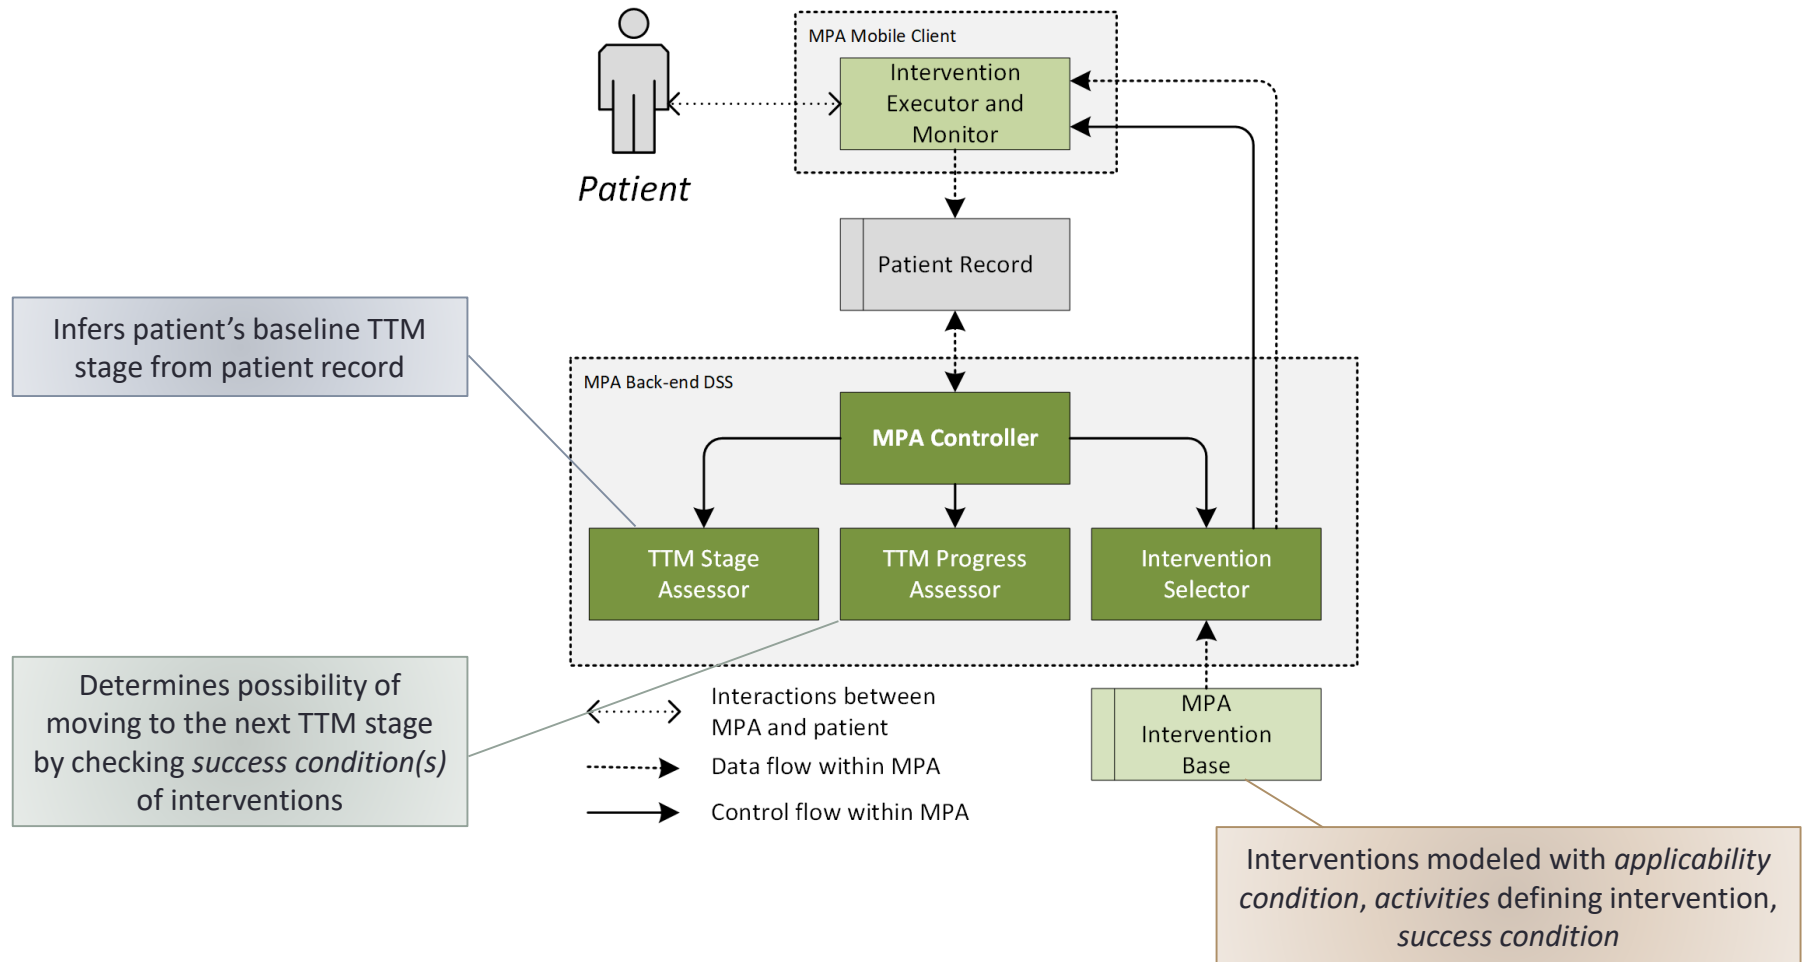 MPA Mobile Client
Intervention
Executor and
Monitor
Patient
Patient Record
Infers patient’s baseline TTM
stage from patient record
MPA Back-end DSS
MPA Controller
TTM Stage
Assessor
TTM Progress
Assessor
Intervention
Selector
Determines possibility of
moving to the next TTM stage
by checking success condition(s)
of interventions
Interactions between
MPA and patient
Data flow within MPA
Control flow within MPA
MPA
Intervention
Base
Interventions modeled with applicability
condition, activities defining intervention,
success condition